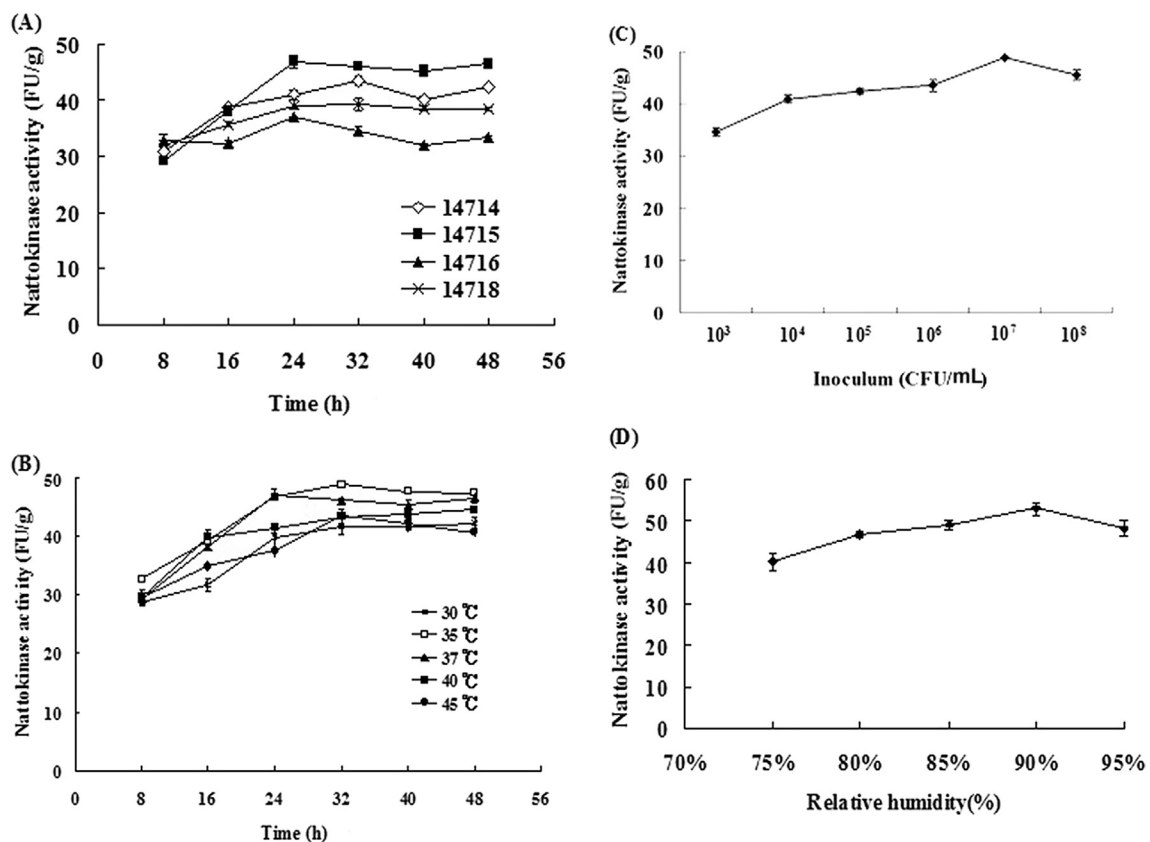 (A)
Nattokinase activity (FU/g)
50
40
30
20
10
0
0 8 16 24 32 40 48 56
Time (h)
14714
14715
14716
14718
(B)
Nattokinase activity (FU/g)
50
40
30
20
10
0
0 8 16 24 32 40 48 56
Time (h)
30 ℃
35 ℃
37 ℃
40 ℃
45 ℃
(C)
Nattokinase activity (FU/g)
50
40
30
20
10
0
10³ 10⁴ 10⁵ 10⁶ 10⁷ 10⁸
Inoculum (CFU/mL)
(D)
Nattokinase activity (FU/g)
60
50
40
30
20
10
0
70% 75% 80% 85% 90% 95%
Relative humidity(%)